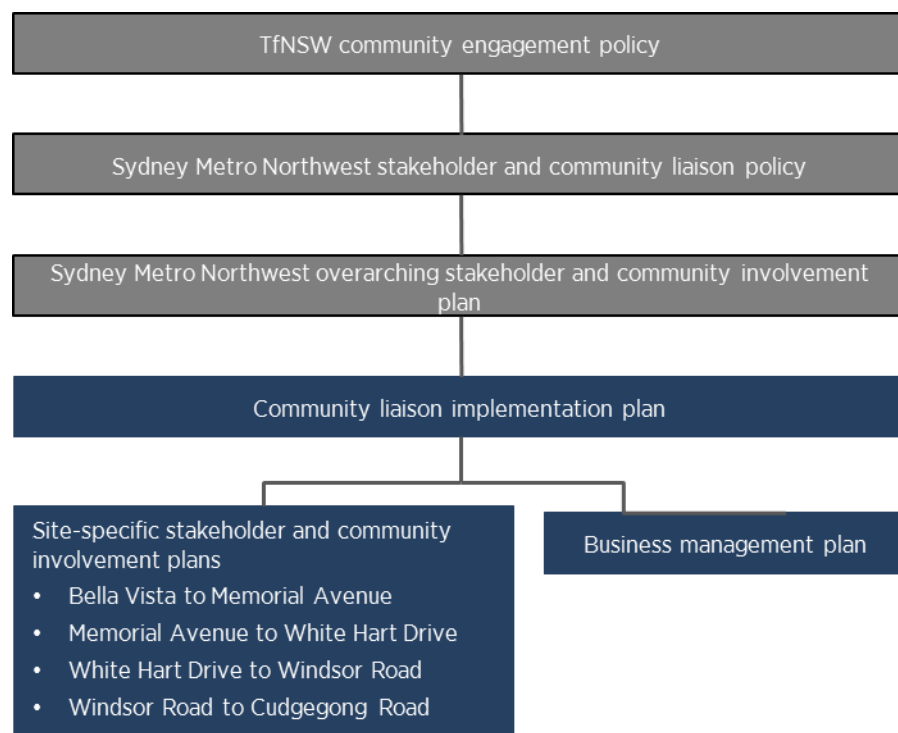 TfNSW community engagement policy
Sydney Metro Northwest stakeholder and community liaison policy
Sydney Metro Northwest overarching stakeholder and community involvement
plan
Community liaison implementation plan
Site-specific stakeholder and community
involvement plans
• Bella Vista to Memorial Avenue
• Memorial Avenue to White Hart Drive
• White Hart Drive to Windsor Road
• Windsor Road to Cudgegong Road
Business management plan